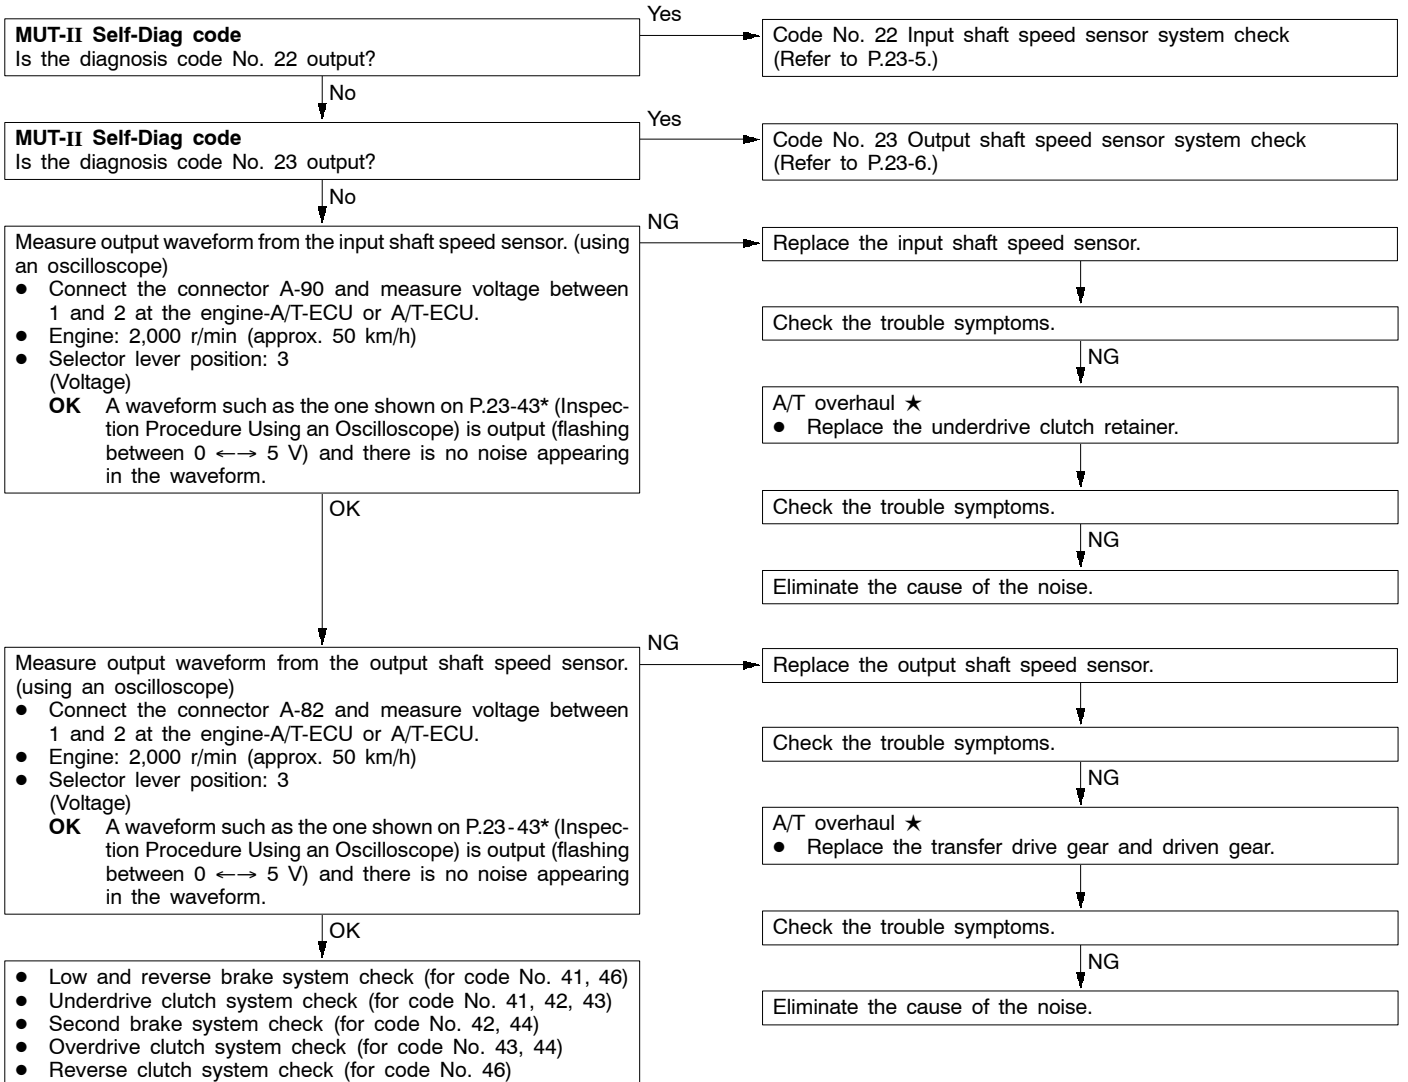 Yes
MUT-II Self-Diag code
Is the diagnosis code No. 22 output?
Code No. 22 Input shaft speed sensor system check
(Refer to P.23-5.)
No
Yes
MUT-II Self-Diag code
Is the diagnosis code No. 23 output?
Code No. 23 Output shaft speed sensor system check
(Refer to P.23-6.)
No
NG
Measure output waveform from the input shaft speed sensor. (using
an oscilloscope)
● Connect the connector A-90 and measure voltage between
1 and 2 at the engine-A/T-ECU or A/T-ECU.
● Engine: 2,000 r/min (approx. 50 km/h)
● Selector lever position: 3
(Voltage)
OK A waveform such as the one shown on P.23-43* (Inspec-
tion Procedure Using an Oscilloscope) is output (flashing
between 0 ←→ 5 V) and there is no noise appearing
in the waveform.
Replace the input shaft speed sensor.
Check the trouble symptoms.
NG
A/T overhaul ★
● Replace the underdrive clutch retainer.
Check the trouble symptoms.
NG
Eliminate the cause of the noise.
OK
NG
Measure output waveform from the output shaft speed sensor.
(using an oscilloscope)
● Connect the connector A-82 and measure voltage between
1 and 2 at the engine-A/T-ECU or A/T-ECU.
● Engine: 2,000 r/min (approx. 50 km/h)
● Selector lever position: 3
(Voltage)
OK A waveform such as the one shown on P.23-43* (Inspec-
tion Procedure Using an Oscilloscope) is output (flashing
between 0 ←→ 5 V) and there is no noise appearing
in the waveform.
Replace the output shaft speed sensor.
Check the trouble symptoms.
NG
A/T overhaul ★
● Replace the transfer drive gear and driven gear.
Check the trouble symptoms.
NG
Eliminate the cause of the noise.
OK
● Low and reverse brake system check (for code No. 41, 46)
● Underdrive clutch system check (for code No. 41, 42, 43)
● Second brake system check (for code No. 42, 44)
● Overdrive clutch system check (for code No. 43, 44)
● Reverse clutch system check (for code No. 46)